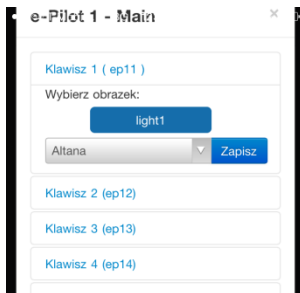 e-Pilot 1 - Main ×
Klawisz 1 ( ep11 )
Wybierz obrazek:
light1
Altana Zapisz
Klawisz 2 (ep12)
Klawisz 3 (ep13)
Klawisz 4 (ep14)